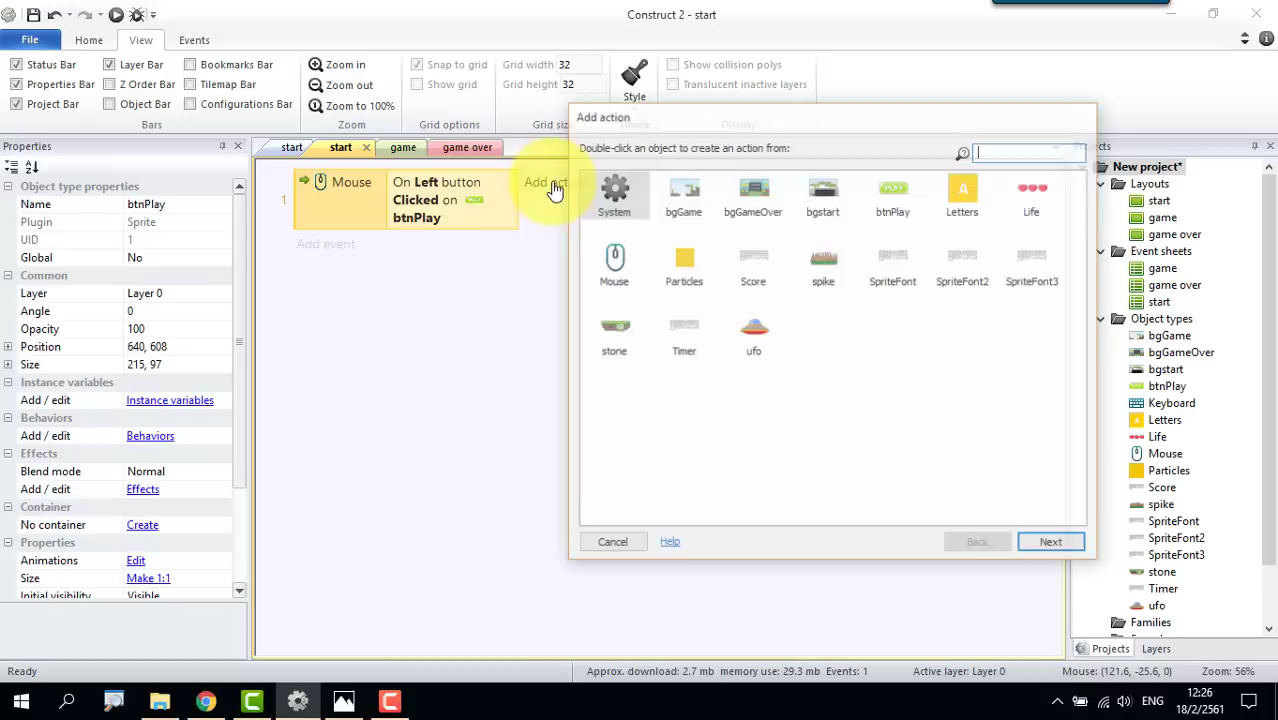 Construct 2 - start
File Home View Events
Status Bar Layer Bar Bookmarks Bar Zoom in Snap to grid Grid width 32 Show collision polys
Properties Bar Z Order Bar Tilemap Bar Zoom out Show grid Grid height 32 Translucent inactive layers
Project Bar Object Bar Configurations Bar Zoom to 100% Style
Bars Zoom Grid options
Properties
Object type properties
Name btnPlay
Plugin Sprite
UID 1
Global No
Common
Layer Layer 0
Angle 0
Opacity 100
Position 640, 608
Size 215, 97
Instance variables
Add / edit Instance variables
Behaviors
Add / edit Behaviors
Effects
Blend mode Normal
Add / edit Effects
Container
No container Create
Properties
Animations Edit
Size Make 1:1
Initial visibility Visible
start start game game over
1 Mouse On Left button
Clicked on
btnPlay
Add event
Add action
Double-click an object to create an action from:
System bgGame bgGameOver bgstart btnPlay Letters Life
Mouse Particles Score spike SpriteFont SpriteFont2 SpriteFont3
stone Timer ufo
Cancel Help Back Next
New project*
Layouts
start
game
game over
Event sheets
game
game over
start
Object types
bgGame
bgGameOver
bgstart
btnPlay
Keyboard
Letters
Life
Mouse
Particles
Score
spike
SpriteFont
SpriteFont2
SpriteFont3
stone
Timer
ufo
Families
Projects Layers
Ready Approx. download: 2.7 mb memory use: 29.3 mb Events: 1 Active layer: Layer 0 Mouse: (121.6, -25.6, 0) Zoom: 56%
ENG 12:26
18/2/2561